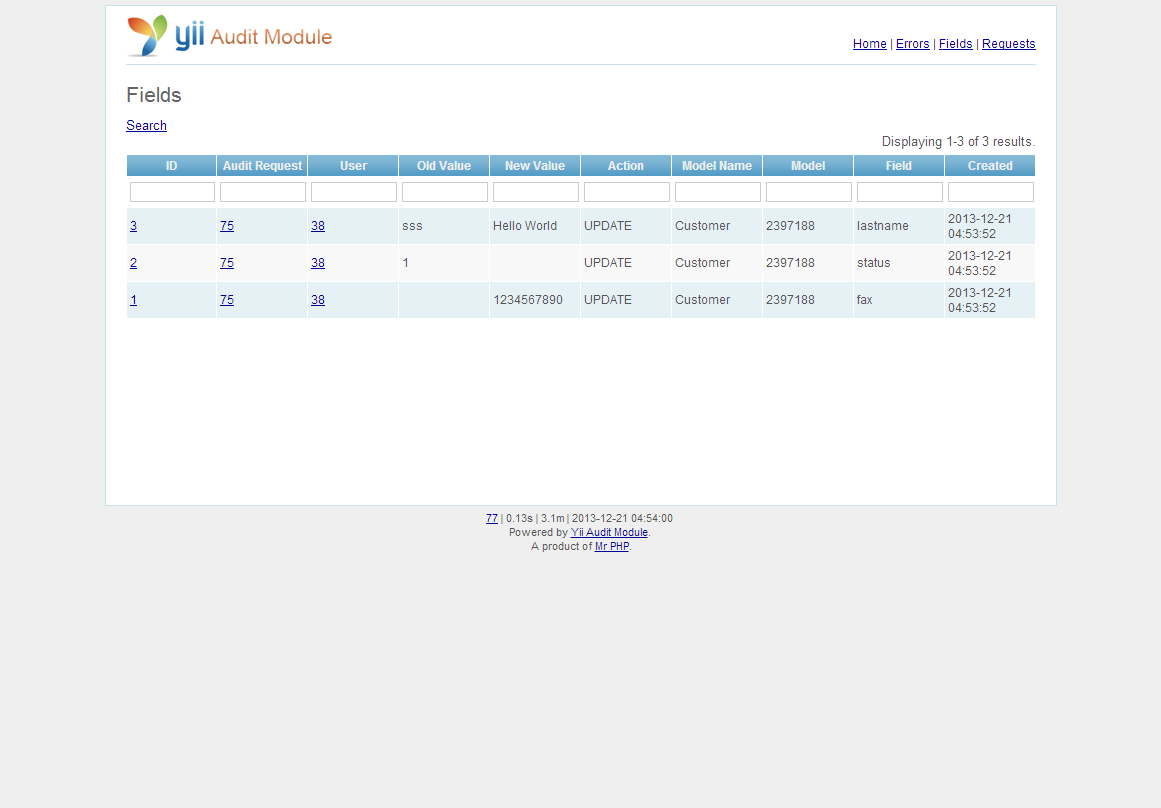 yii Audit Module
Home | Errors | Fields | Requests
Fields
Search
Displaying 1-3 of 3 results.
ID Audit Request User Old Value New Value Action Model Name Model Field Created
3 75 38 sss Hello World UPDATE Customer 2397188 lastname 2013-12-21
04:53:52
2 75 38 1 UPDATE Customer 2397188 status 2013-12-21
04:53:52
1 75 38 1234567890 UPDATE Customer 2397188 fax 2013-12-21
04:53:52
77 | 0.13s | 3.1m | 2013-12-21 04:54:00
Powered by Yii Audit Module.
A product of Mr PHP.